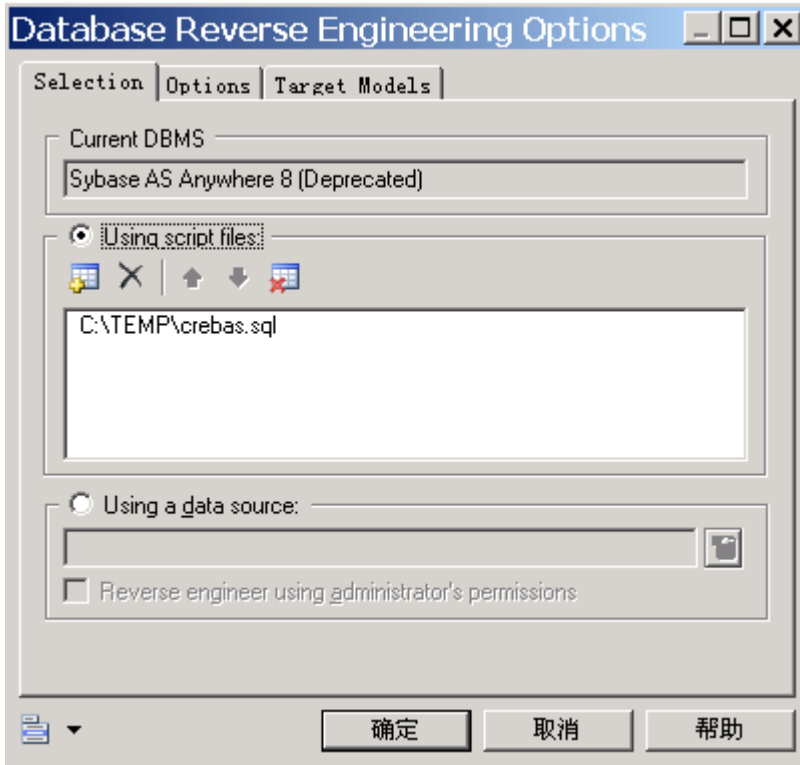 Database Reverse Engineering Options
Selection Options Target Models
Current DBMS
Sybase AS Anywhere 8 (Deprecated)
Using script files:
C:\TEMP\crebas.sql
Using a data source:
Reverse engineer using administrator's permissions
确定 取消 帮助